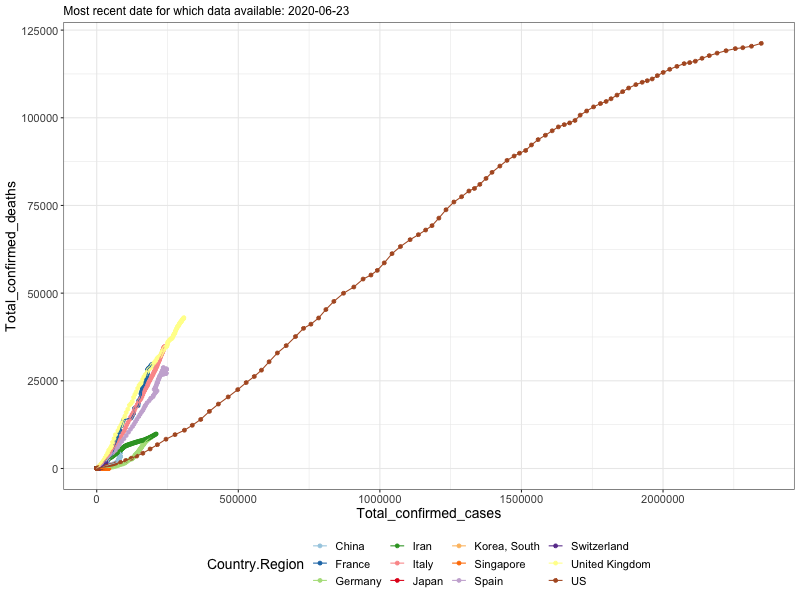 Most recent date for which data available: 2020-06-23
125000
100000
75000
50000
25000
0
Total_confirmed_deaths
0 500000 1000000 1500000 2000000
Total_confirmed_cases
Country.Region
China Iran Korea, South Switzerland
France Italy Singapore United Kingdom
Germany Japan Spain US